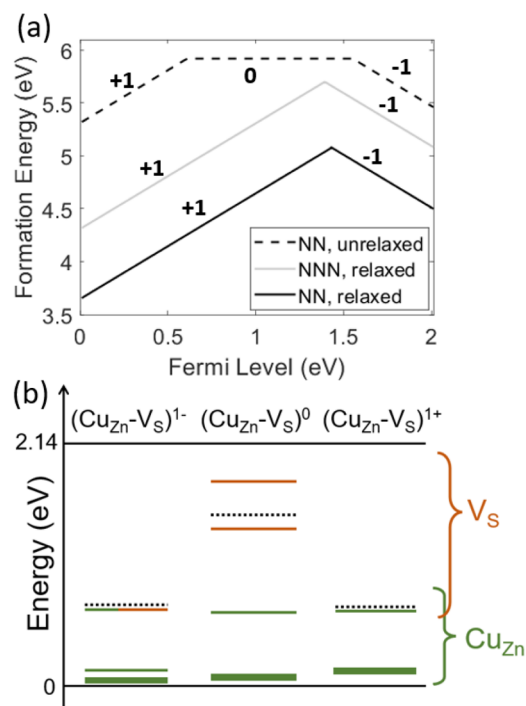 (a)
6
5.5
5
4.5
4
3.5
Formation Energy (eV)
+1
0
-1
+1
-1
+1
-1
NN, unrelaxed
NNN, relaxed
NN, relaxed
0
0.5
1
1.5
2
Fermi Level (eV)
(b)
(CuZn-VS)1- (CuZn-VS)0 (CuZn-VS)1+
2.14
Energy (eV)
VS
CuZn
0